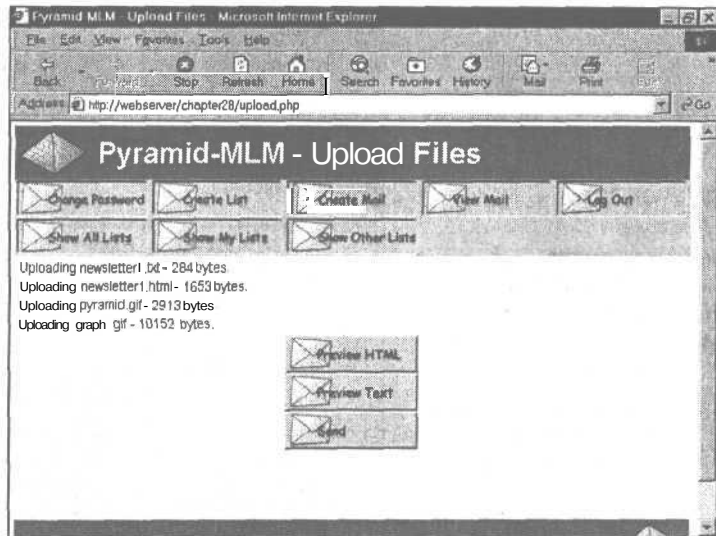 Pyramid MLM - Upload Files - Microsoft Internet Explorer
File Edit View Favorites Tools Help
Back Forward Stop Refresh Home Search Favorites History Mail Print Edit
Address http://webserver/chapter28/upload.php Go
Pyramid-MLM - Upload Files
Change Password Create List Create Mail View Mail Log Out
Show All Lists Show My Lists Show Other Lists
Uploading newsletterl .txt - 284 bytes.
Uploading newsletter1.html - 1653 bytes.
Uploading pyramid.gif - 2913 bytes
Uploading graph gif - 10152 bytes.
Preview HTML
Preview Text
Send